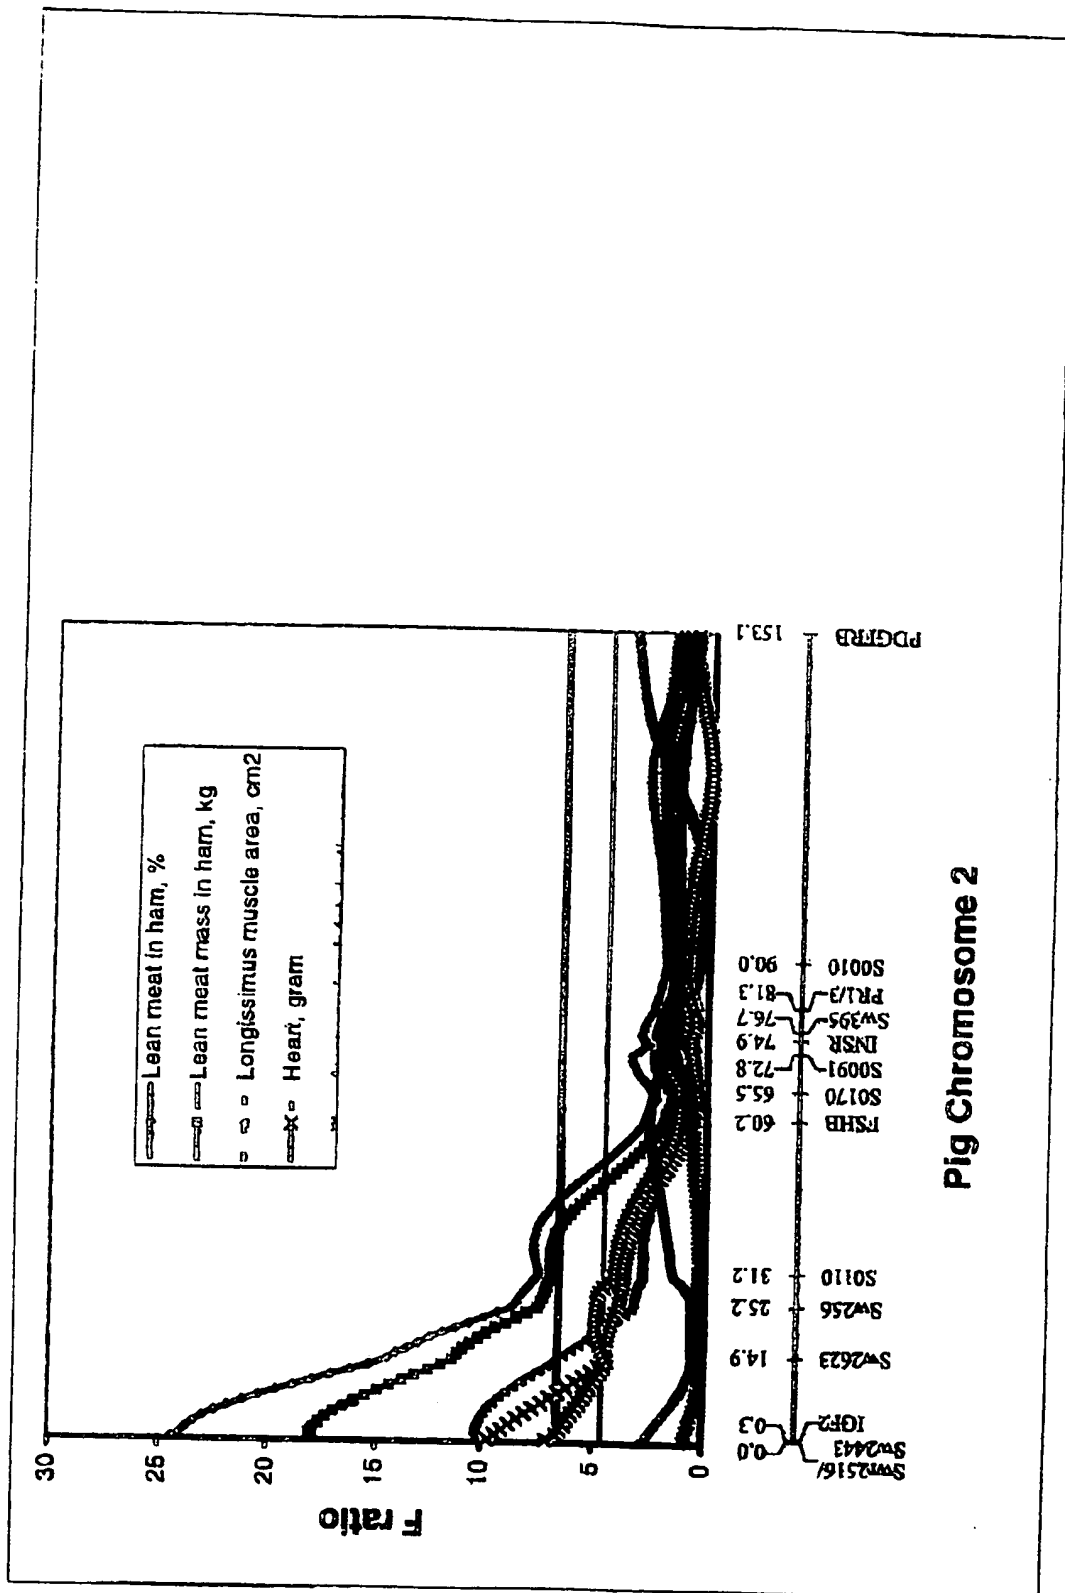 30
25
20
15
10
5
0
F ratio
Lean meat in ham, %
Lean meat mass in ham, kg
Longissimus muscle area, cm2
Heart, gram
0.0
0.3
14.9
25.2
31.2
60.2
65.5
72.8
74.9
76.7
81.3
90.0
153.1
Swr2516/
Sw2443
IGF2
Sw2623
Sw256
S0110
FSHB
S0170
S0091
INSR
Sw395
PR1/3
S0010
PDGFRB
Pig Chromosome 2